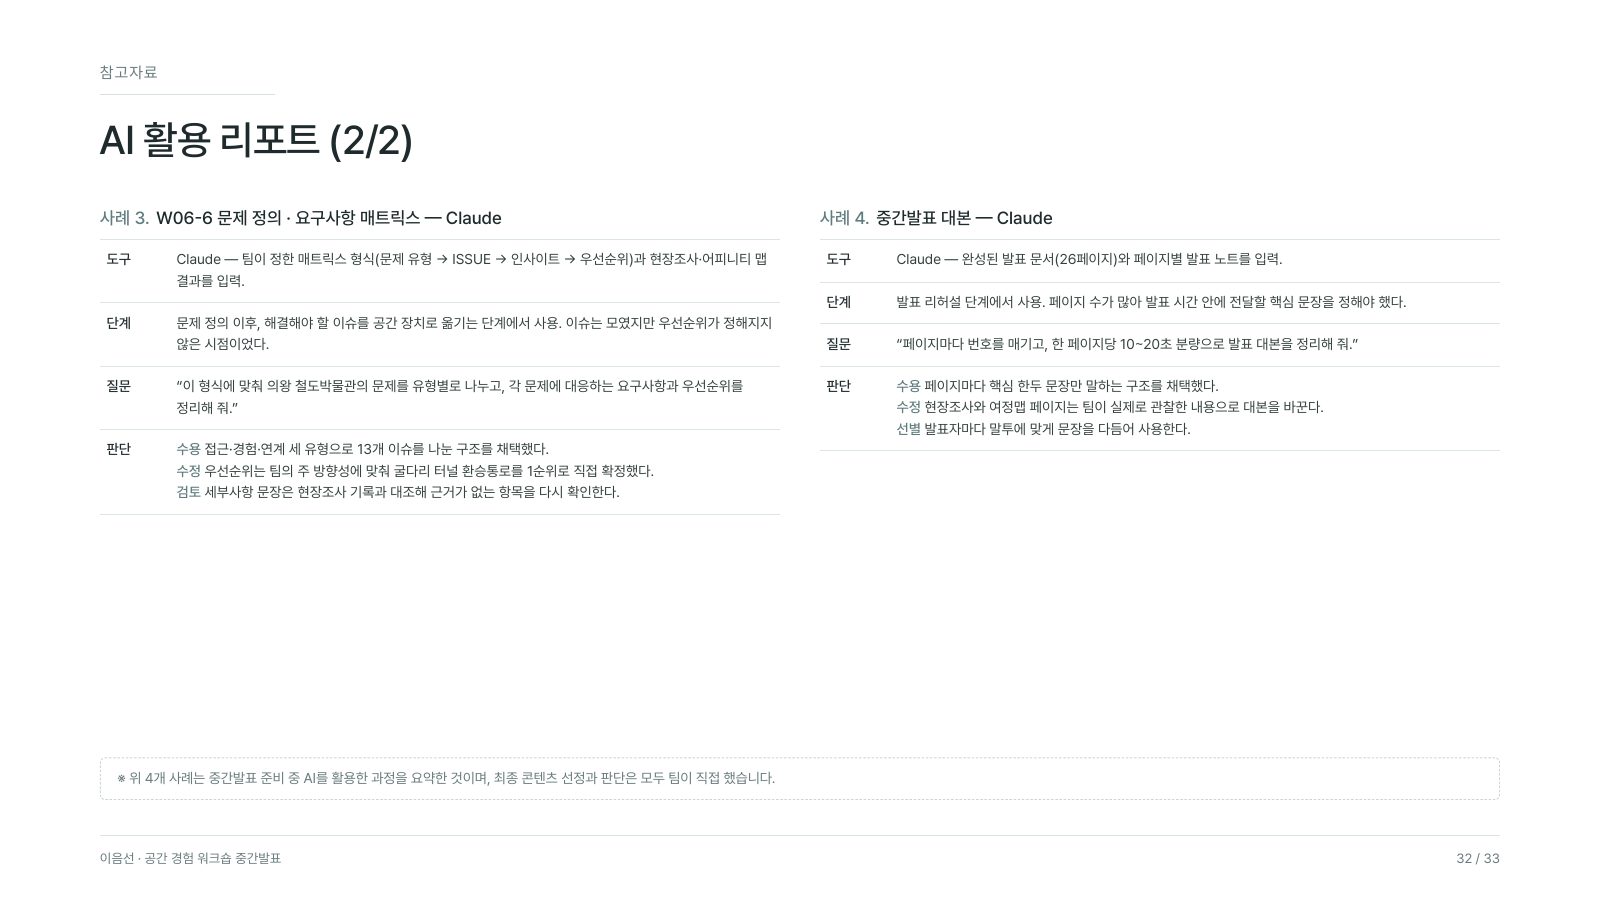 참고자료
AI 활용 리포트 (2/2)
사례 3. W06-6 문제 정의 · 요구사항 매트릭스 — Claude
도구
Claude — 팀이 정한 매트릭스 형식(문제 유형 → ISSUE → 인사이트 → 우선순위)과 현장조사·어피니티 맵
결과를 입력.
단계
문제 정의 이후, 해결해야 할 이슈를 공간 장치로 옮기는 단계에서 사용. 이슈는 모였지만 우선순위가 정해지지
않은 시점이었다.
질문
“이 형식에 맞춰 의왕 철도박물관의 문제를 유형별로 나누고, 각 문제에 대응하는 요구사항과 우선순위를
정리해 줘.”
판단
수용 접근·경험·연계 세 유형으로 13개 이슈를 나눈 구조를 채택했다.
수정 우선순위는 팀의 주 방향성에 맞춰 굴다리 터널 환승통로를 1순위로 직접 확정했다.
검토 세부사항 문장은 현장조사 기록과 대조해 근거가 없는 항목을 다시 확인한다.
사례 4. 중간발표 대본 — Claude
도구
Claude — 완성된 발표 문서(26페이지)와 페이지별 발표 노트를 입력.
단계
발표 리허설 단계에서 사용. 페이지 수가 많아 발표 시간 안에 전달할 핵심 문장을 정해야 했다.
질문
“페이지마다 번호를 매기고, 한 페이지당 10~20초 분량으로 발표 대본을 정리해 줘.”
판단
수용 페이지마다 핵심 한두 문장만 말하는 구조를 채택했다.
수정 현장조사와 여정맵 페이지는 팀이 실제로 관찰한 내용으로 대본을 바꾼다.
선별 발표자마다 말투에 맞게 문장을 다듬어 사용한다.
※ 위 4개 사례는 중간발표 준비 중 AI를 활용한 과정을 요약한 것이며, 최종 콘텐츠 선정과 판단은 모두 팀이 직접 했습니다.
이음선 · 공간 경험 워크숍 중간발표
32 / 33